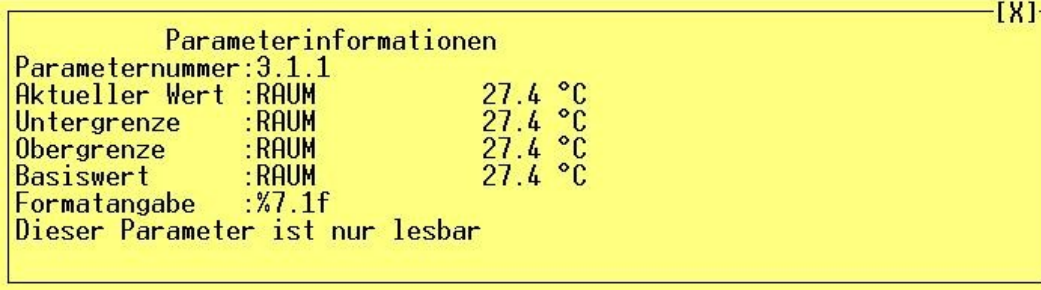 [X]
Parameterinformationen
Parameternummer:3.1.1
Aktueller Wert :RAUM 27.4 °C
Untergrenze :RAUM 27.4 °C
Obergrenze :RAUM 27.4 °C
Basiswert :RAUM 27.4 °C
Formatangabe :%7.1f
Dieser Parameter ist nur lesbar